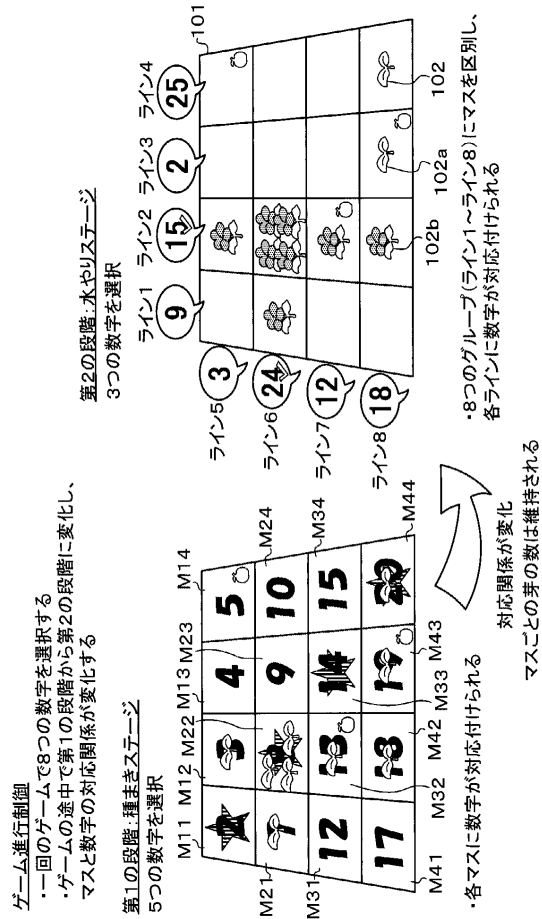 ゲーム進行制御
・一回のゲームで8つの数字を選択する
・ゲームの途中で第1の段階から第2の段階に変化し、
マスと数字の対応関係が変化する
第1の段階:種まきステージ
5つの数字を選択
M11 M12 M13 M14
3 4 5
M21 M22 M23 M24
7 9 10
M31 M32 M33 M34
12 13 14 15
M41 M42 M43 M44
17 18 19 20
・各マスに数字が対応付けられる
対応関係が変化
マスごとの芽の数は維持される
第2の段階:水やりステージ
3つの数字を選択
ライン1 ライン2 ライン3 ライン4
9 15 2 25
101
ライン5 3
ライン6 24
ライン7 12
ライン8 18
102b 102a 102
・8つのグループ(ライン1〜ライン8)にマスを区別し、
各ラインに数字が対応付けられる